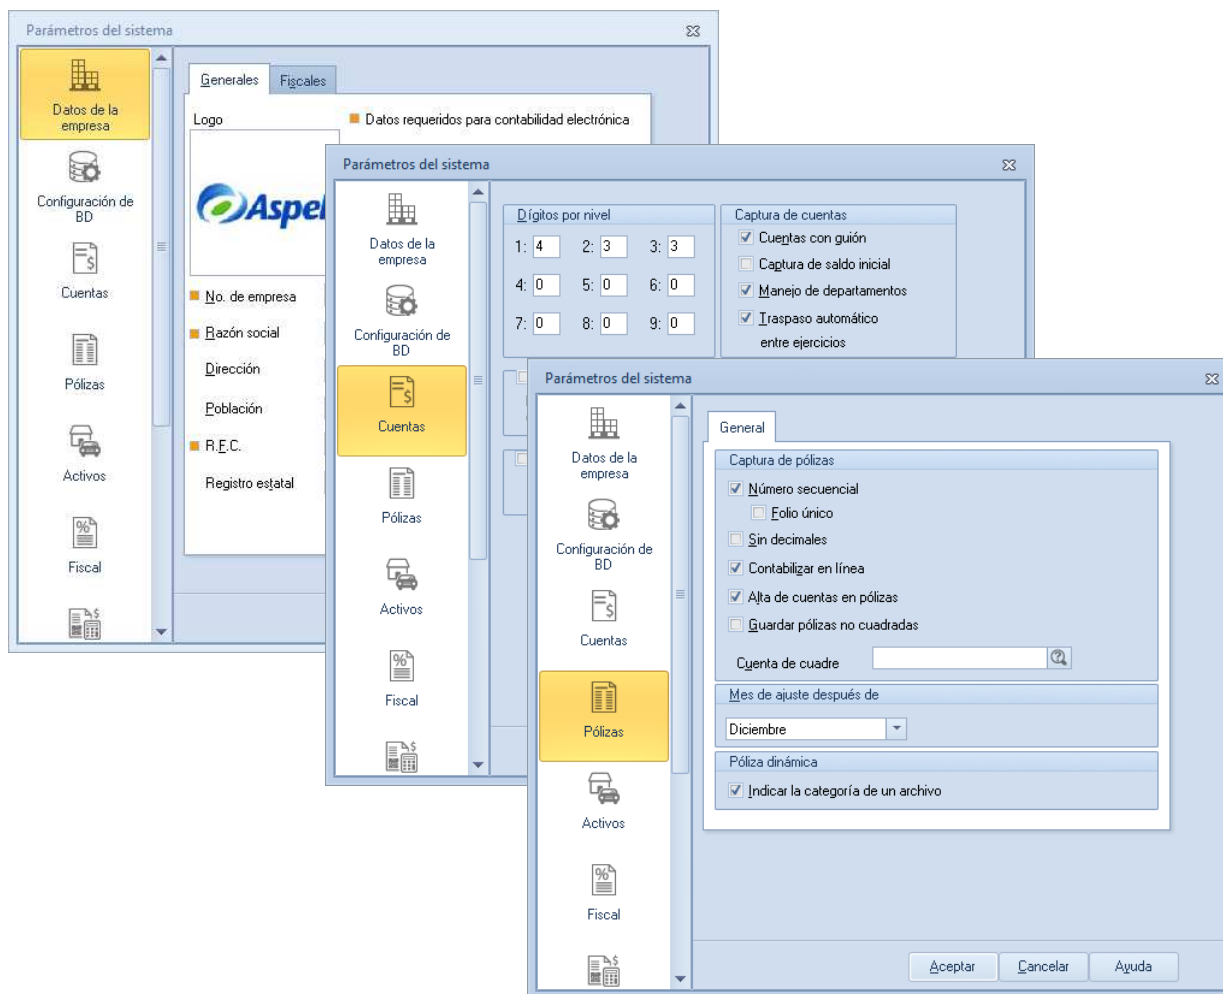 Parámetros del sistema
Datos de la
empresa
Configuración de
BD
Cuentas
Pólizas
Activos
Fiscal
Generales
Fiscales
Logo
Datos requeridos para contabilidad electrónica
Aspel
No. de empresa
Razón social
Dirección
Población
R.F.C.
Registro estatal
Parámetros del sistema
Datos de la
empresa
Configuración de
BD
Cuentas
Pólizas
Activos
Fiscal
Dígitos por nivel
1: 4 2: 3 3: 3
4: 0 5: 0 6: 0
7: 0 8: 0 9: 0
Captura de cuentas
Cuentas con guión
Captura de saldo inicial
Manejo de departamentos
Traspaso automático
entre ejercicios
Parámetros del sistema
Datos de la
empresa
Configuración de
BD
Cuentas
Pólizas
Activos
Fiscal
General
Captura de pólizas
Número secuencial
Folio único
Sin decimales
Contabilizar en línea
Alta de cuentas en pólizas
Guardar pólizas no cuadradas
Cuenta de cuadre
Mes de ajuste después de
Diciembre
Póliza dinámica
Indicar la categoría de un archivo
Aceptar Cancelar Ayuda